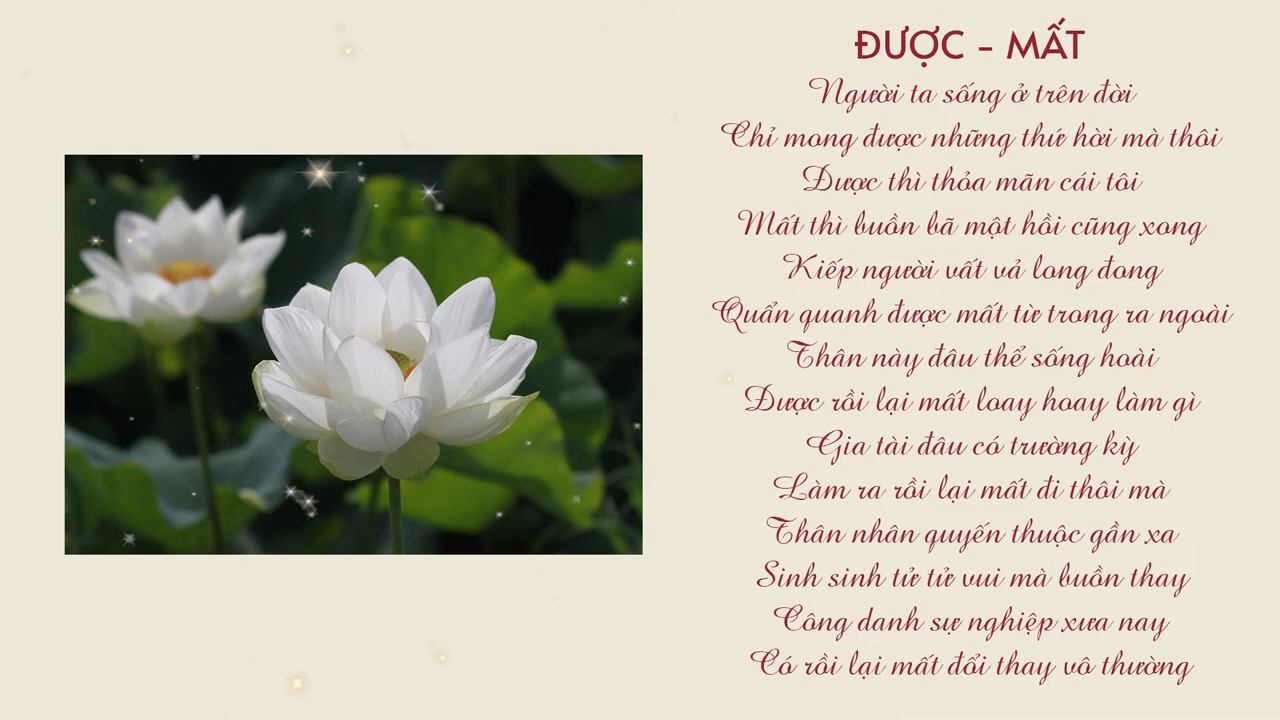 ĐƯỢC - MẤT
Người ta sống ở trên đời
Chỉ mong được những thứ hời mà thôi
Được thì thỏa mãn cái tôi
Mất thì buồn bã một hồi cũng xong
Kiếp người vất vả long đong
Quẩn quanh được mất từ trong ra ngoài
Thân này đâu thể sống hoài
Được rồi lại mất loay hoay làm gì
Gia tài đâu có trường kỳ
Làm ra rồi lại mất đi thôi mà
Thân nhân quyến thuộc gần xa
Sinh sinh tử tử vui mà buồn thay
Công danh sự nghiệp xưa nay
Có rồi lại mất đổi thay vô thường